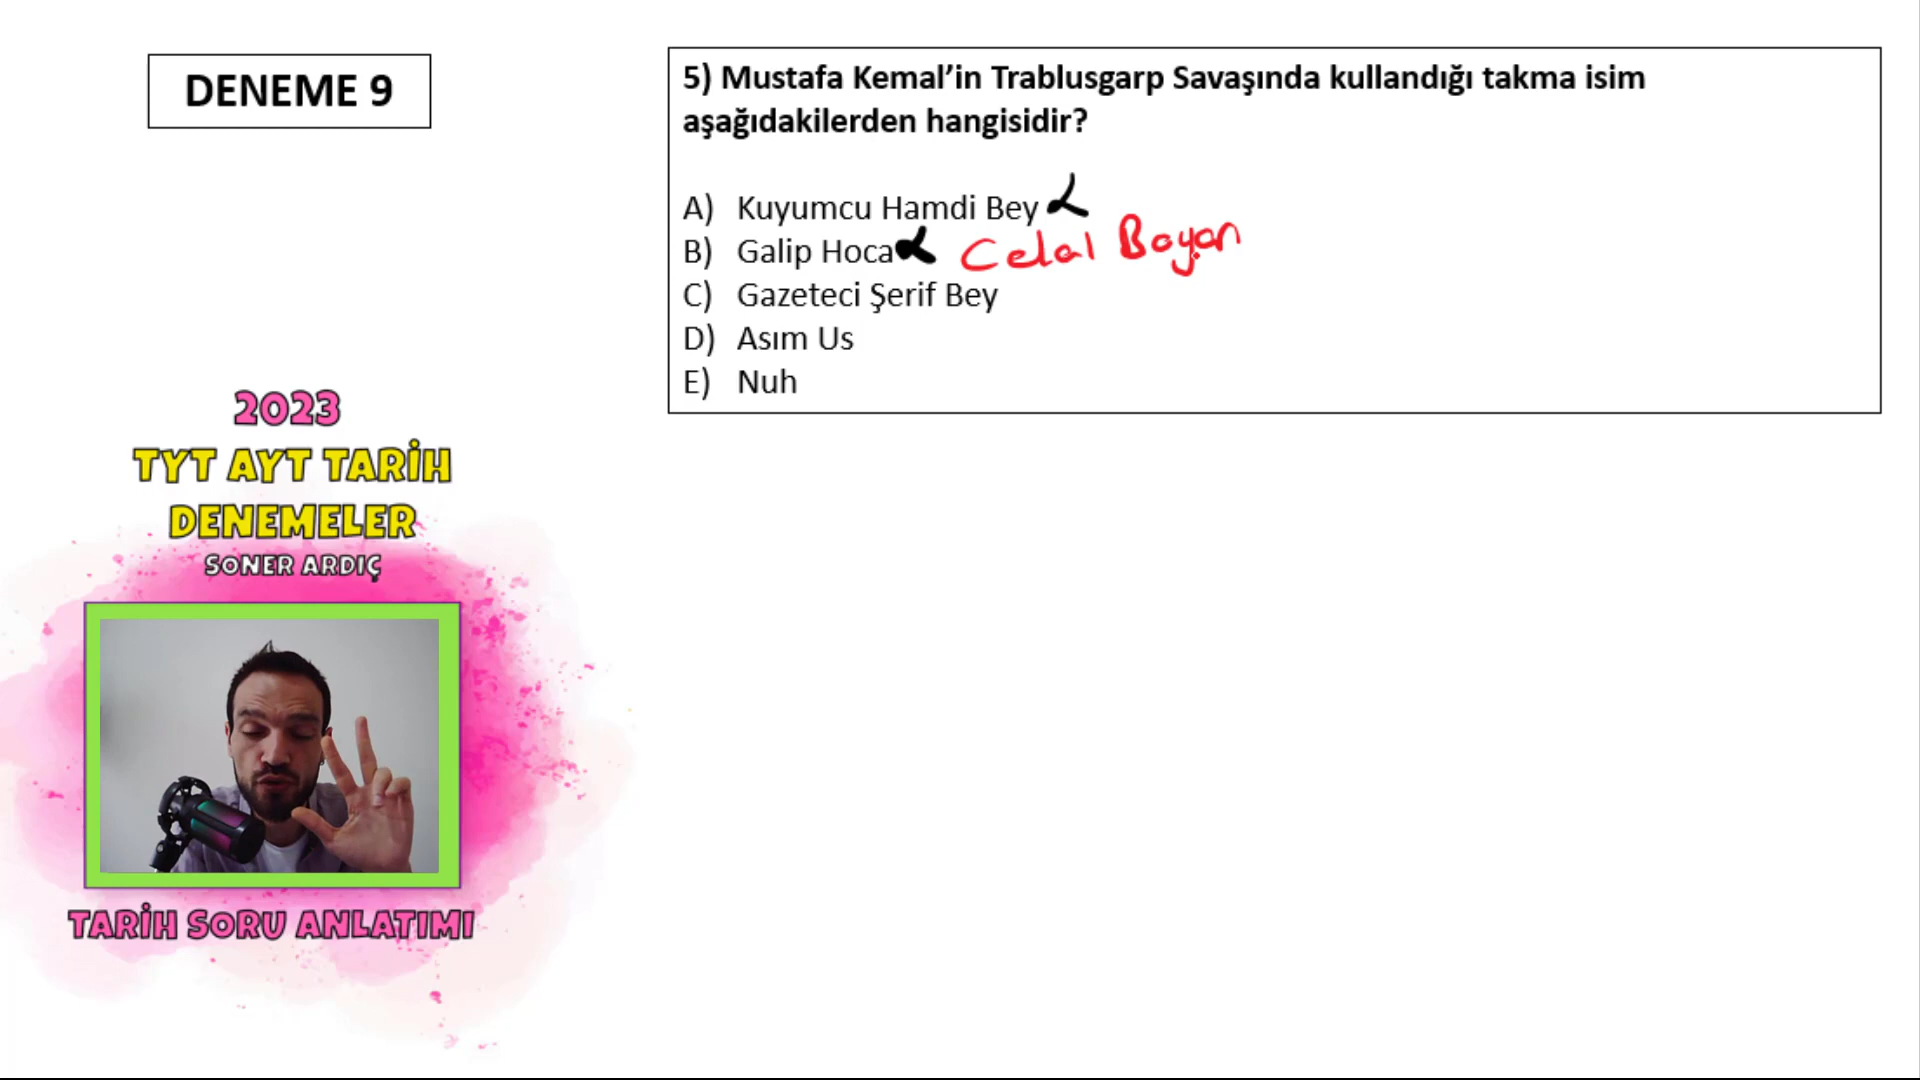 DENEME 9
5) Mustafa Kemal’in Trablusgarp Savaşında kullandığı takma isim
aşağıdakilerden hangisidir?
A) Kuyumcu Hamdi Bey
B) Galip Hoca Celal Bayar
C) Gazeteci Şerif Bey
D) Asım Us
E) Nuh
2023
TYT AYT TARİH
DENEMELER
SONER ARDIÇ
TARİH SORU ANLATIMI